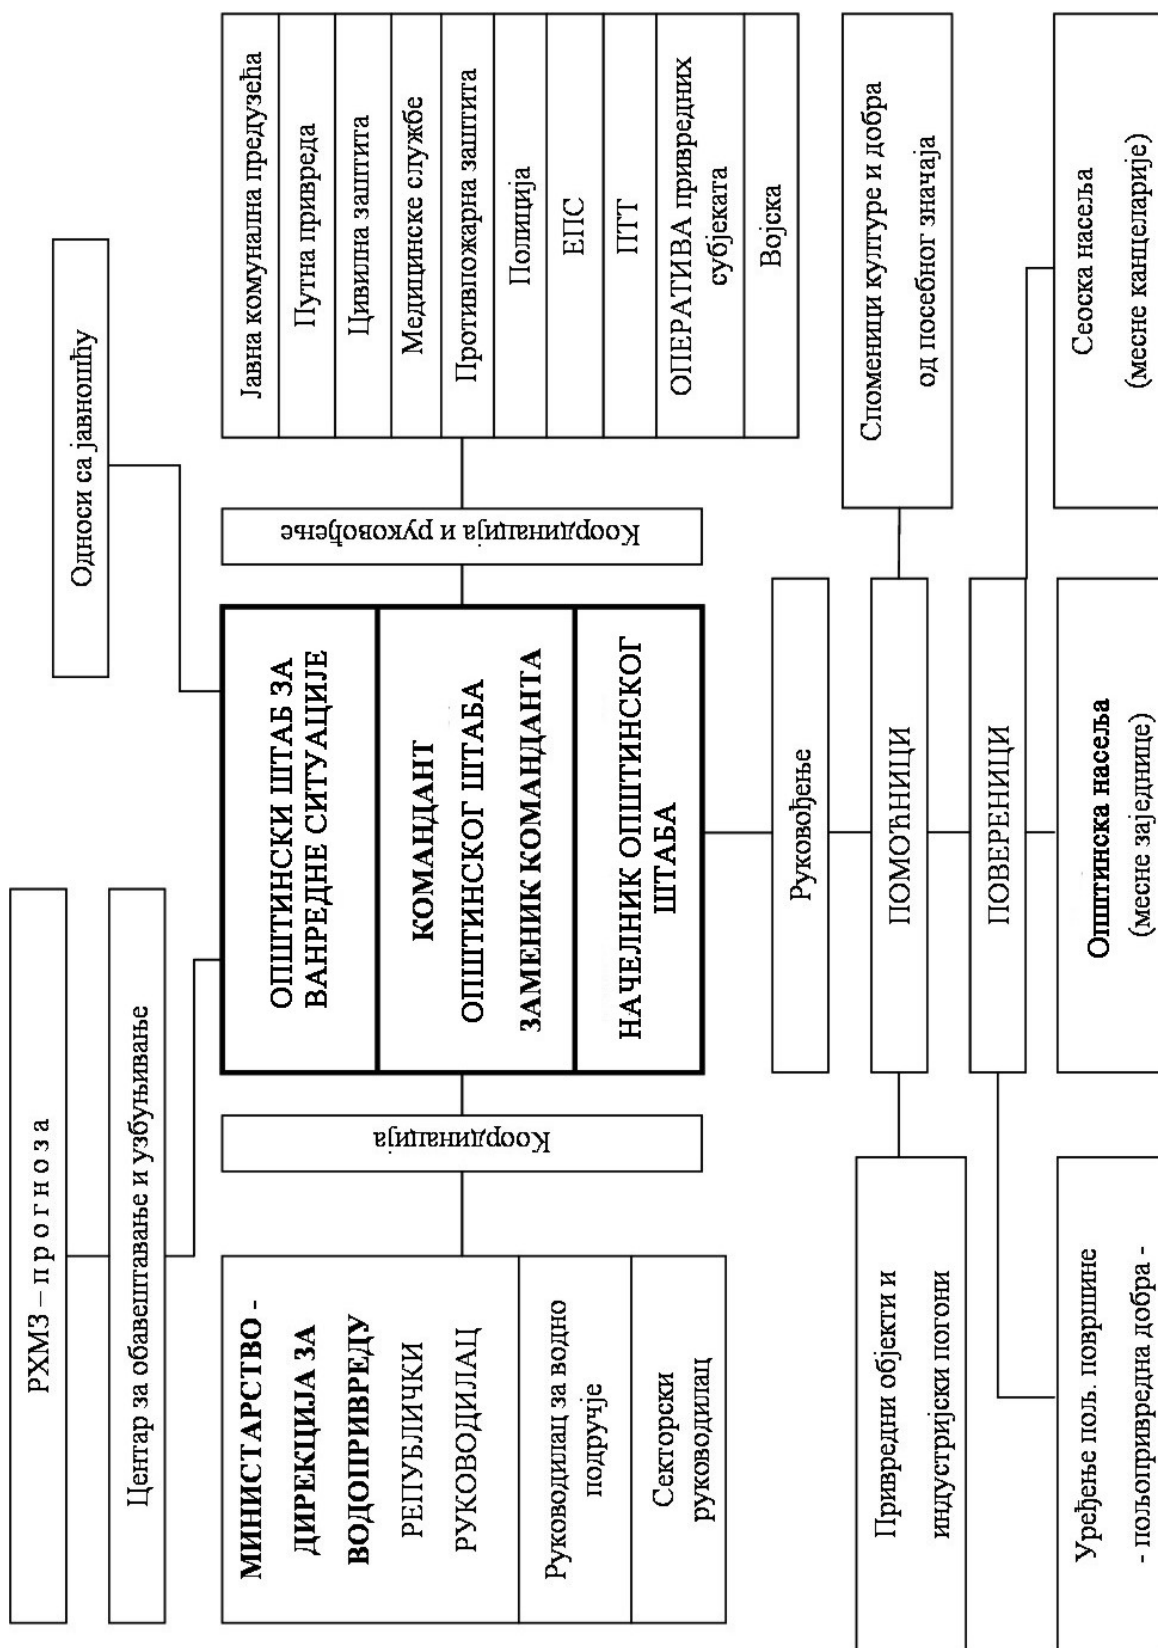 РХМЗ – п р о г н о з а
Центар за обавештавање и узбуњивање
Односи са јавношћу
МИНИСТАРСТВО -
ДИРЕКЦИЈА ЗА
ВОДОПРИВРЕДУ
РЕПУБЛИЧКИ
РУКОВОДИЛАЦ
Руководилац за водно
подручје
Секторски
руководилац
Координација
ОПШТИНСКИ ШТАБ ЗА
ВАНРЕДНЕ СИТУАЦИЈЕ
КОМАНДАНТ
ОПШТИНСКОГ ШТАБА
ЗАМЕНИК КОМАНДАНТА
НАЧЕЛНИК ОПШТИНСКОГ
ШТАБА
Координација и руковођење
Јавна комунална предузећа
Путна привреда
Цивилна заштита
Медицинске службе
Противпожарна заштита
Полиција
ЕПС
ПТТ
ОПЕРАТИВА привредних
субјеката
Војска
Руковођење
Привредни објекти и
индустријски погони
ПОМОЋНИЦИ
Споменици културе и добра
од посебног значаја
ПОВЕРЕНИЦИ
Уређене пољ. површине
- пољопривредна добра -
Општинска насеља
(месне заједнице)
Сеоска насеља
(месне канцеларије)